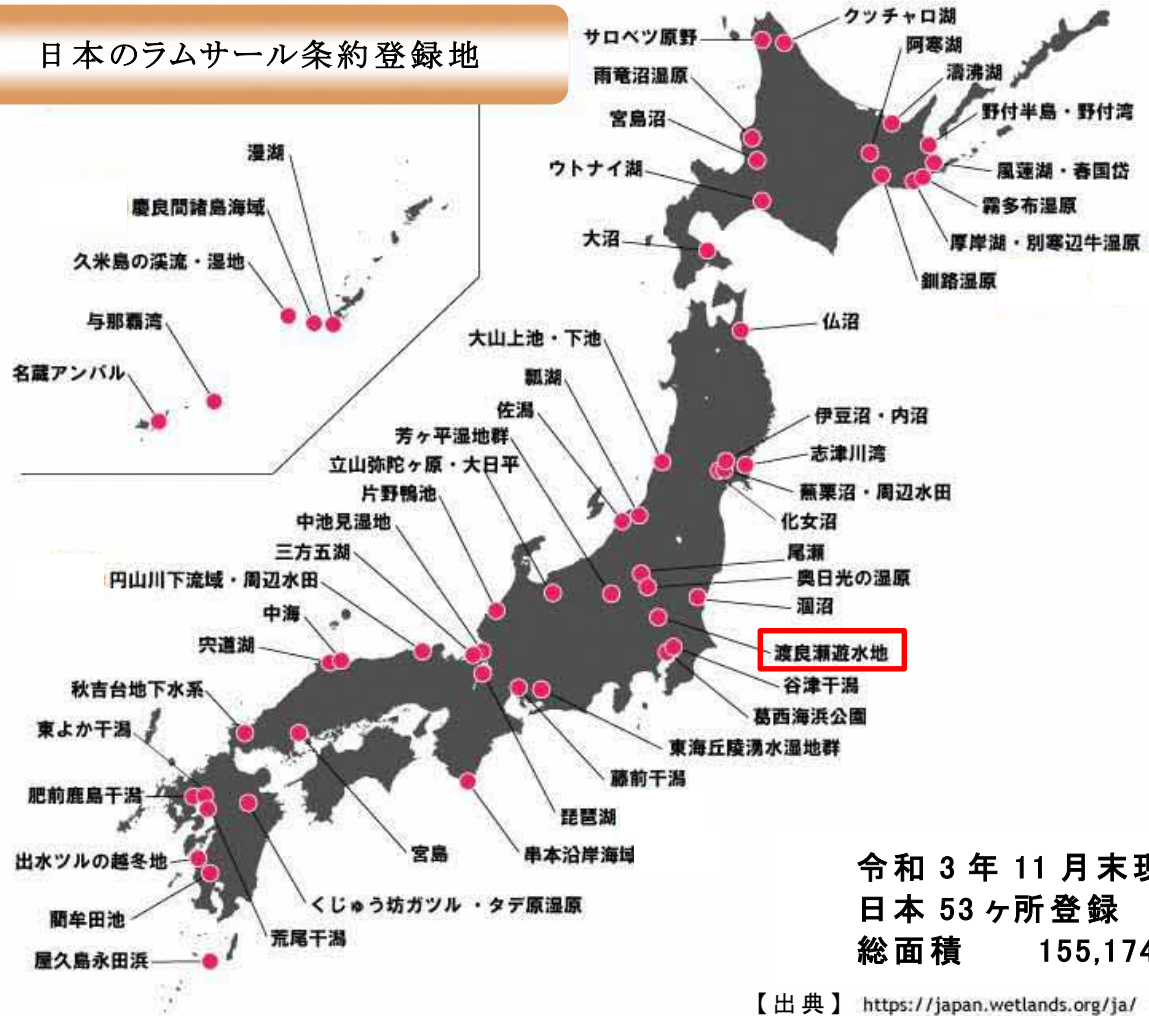 日本のラムサール条約登録地
クッチャロ湖
サロベツ原野
阿寒湖
濤沸湖
雨竜沼湿原
野付半島・野付湾
宮島沼
ウトナイ湖
風蓮湖・春国岱
霧多布湿原
大沼
厚岸湖・別寒辺牛湿原
釧路湿原
漫湖
慶良間諸島海域
久米島の渓流・湿地
与那覇湾
名蔵アンパル
仏沼
大山上池・下池
瓢湖
佐潟
芳ヶ平湿地群
立山弥陀ヶ原・大日平
片野鴨池
中池見湿地
三方五湖
円山川下流域・周辺水田
中海
宍道湖
秋吉台地下水系
東よか干潟
肥前鹿島干潟
出水ツルの越冬地
藺牟田池
屋久島永田浜
伊豆沼・内沼
志津川湾
蕪栗沼・周辺水田
化女沼
尾瀬
奥日光の湿原
涸沼
渡良瀬遊水地
谷津干潟
葛西海浜公園
東海丘陵湧水湿地群
藤前干潟
琵琶湖
串本沿岸海域
宮島
くじゅう坊ガツル・タデ原湿原
荒尾干潟
令和 3 年 11 月末現
日本 53 ヶ所登録
総面積 155,174
【出典】 https://japan.wetlands.org/ja/